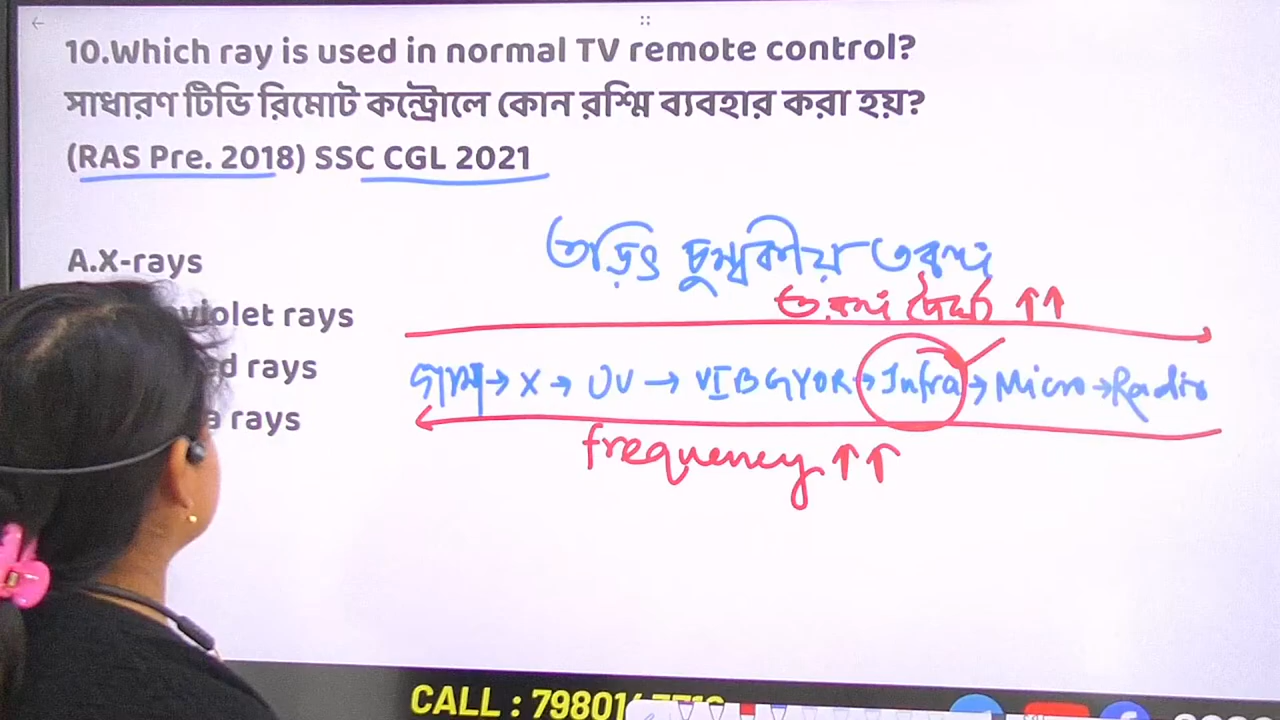 10.Which ray is used in normal TV remote control?
সাধারণ টিভি রিমোট কন্ট্রোলে কোন রশ্মি ব্যবহার করা হয়?
(RAS Pre. 2018) SSC CGL 2021
তড়িৎ চুম্বকীয় তরঙ্গ
A.X-rays
তরঙ্গ দৈর্ঘ্য ↑↑
violet rays
d rays
গামা → X → UV → VIBGYOR → Infra → Micro → Radio
a rays
frequency ↑↑
CALL : 79801